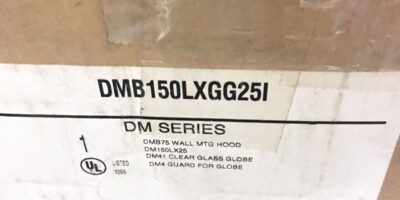 DMB150LXGG25I
DM SERIES
1
DMB75 WALL MTG HOOD
DM150LX25
UL LISTED
DM41 CLEAR GLASS GLOBE
DM4 GUARD FOR GLOBE